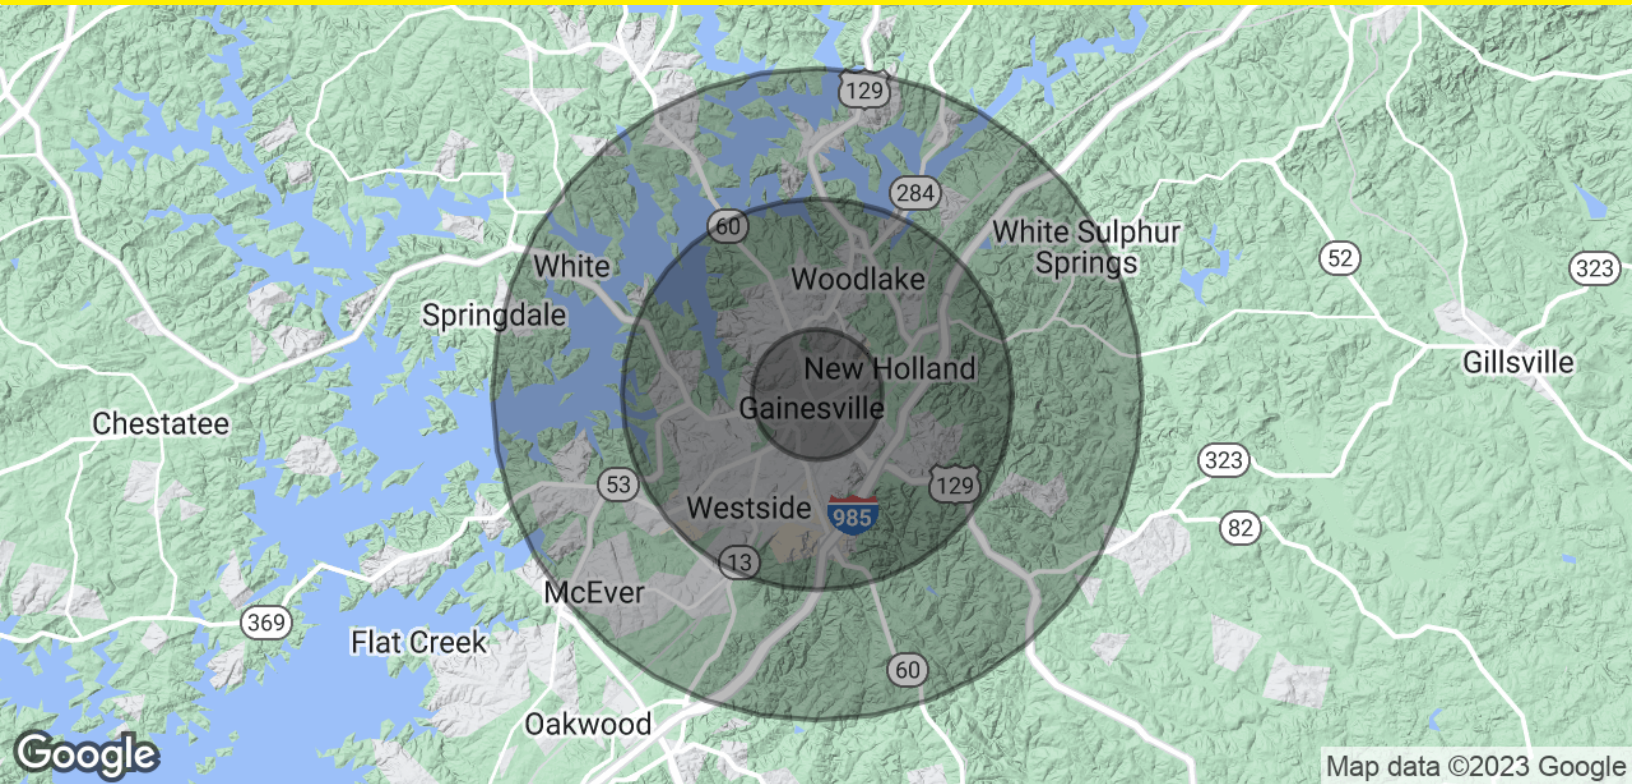 129
284
60
White Sulphur
Springs
52
323
White
Woodlake
Springdale
Gillsville
New Holland
Gainesville
Chestatee
323
53
129
Westside
985
82
13
McEver
369
Flat Creek
60
Oakwood
Google
Map data ©2023 Google